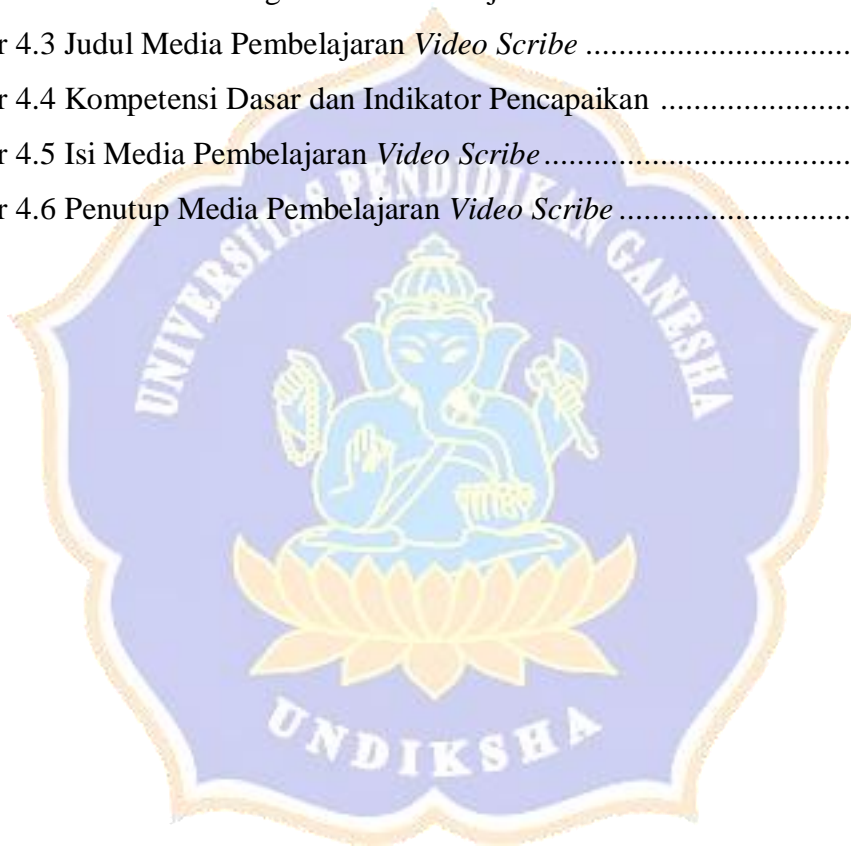 r 4.3 Judul Media Pembelajaran Video Scribe ................................
r 4.4 Kompetensi Dasar dan Indikator Pencapaikan .......................
r 4.5 Isi Media Pembelajaran Video Scribe.....................................
r 4.6 Penutup Media Pembelajaran Video Scribe ............................
UNIVERSITAS PENDIDIKAN GANESHA
UNDIKSHA